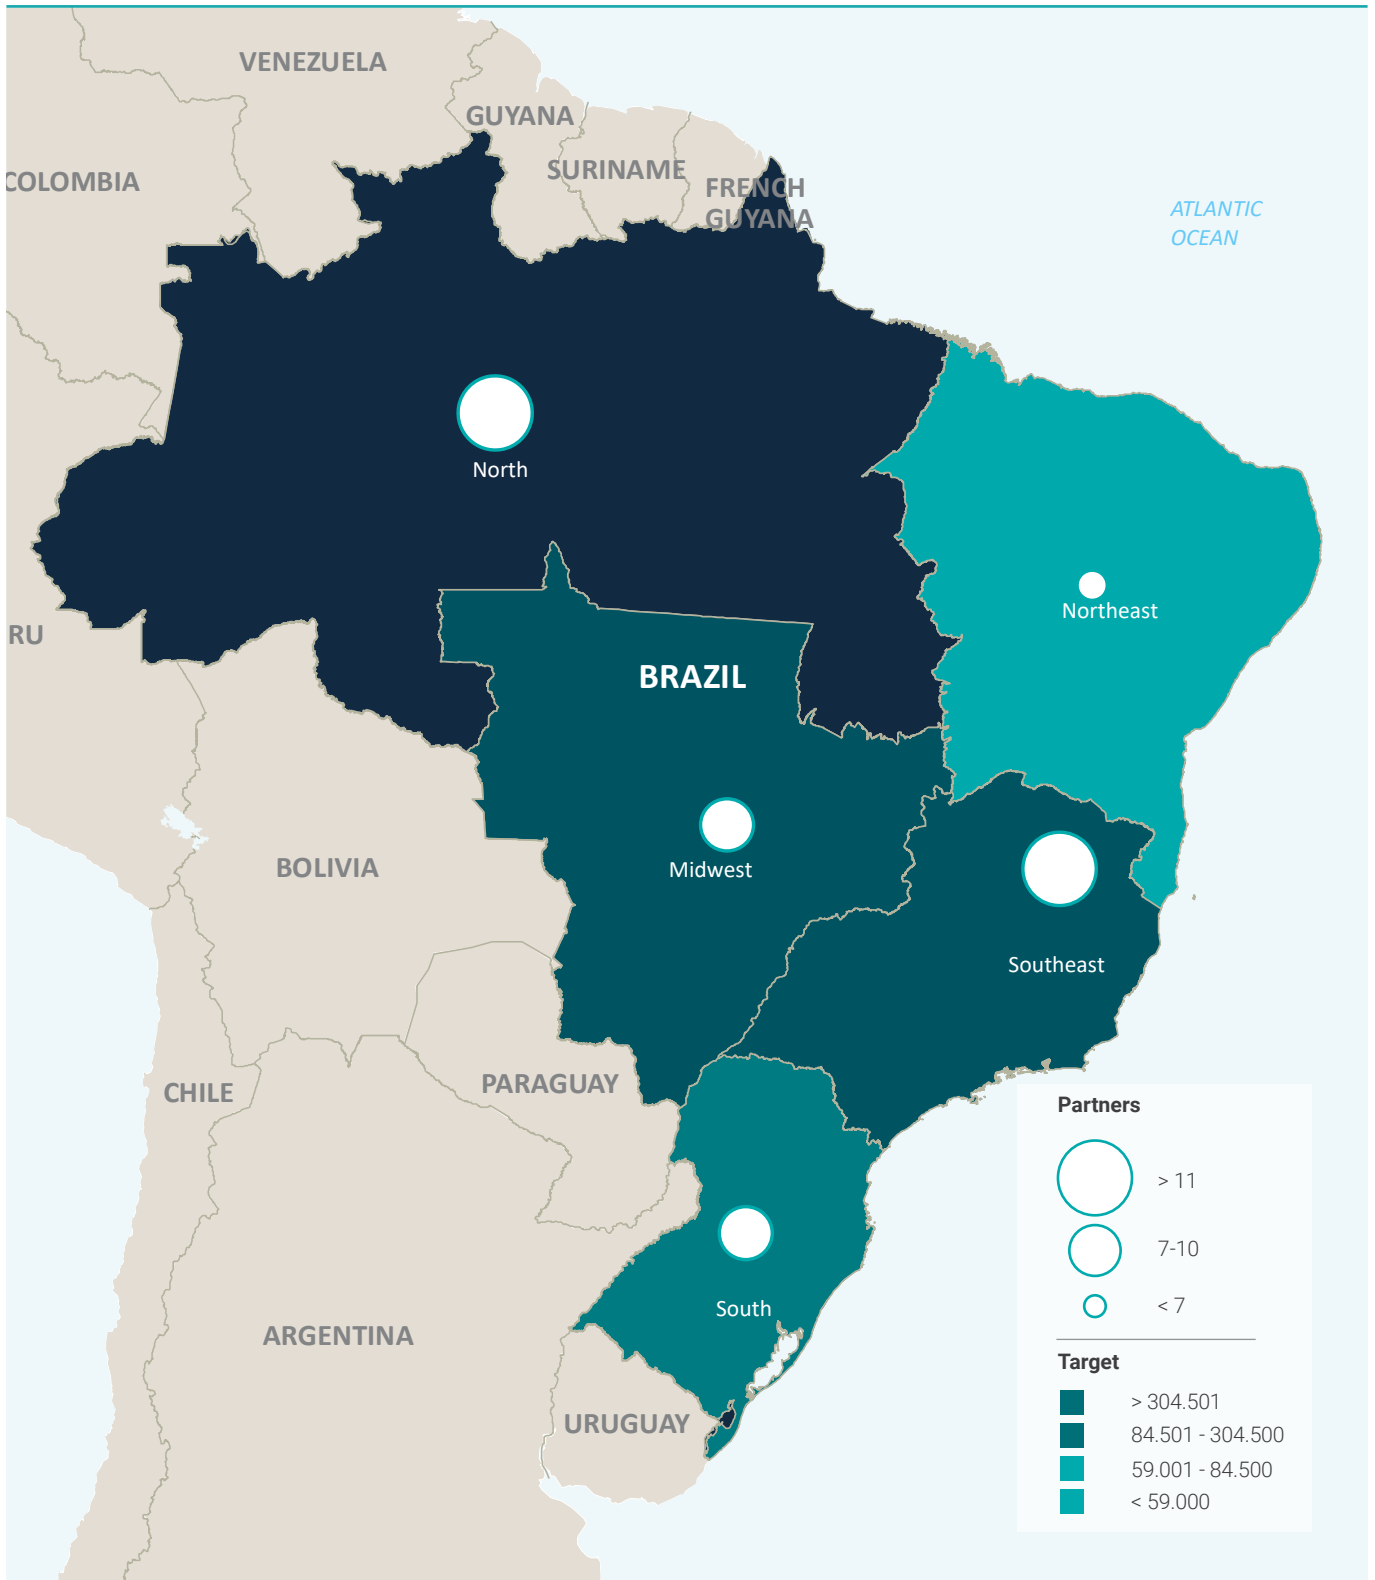 VENEZUELA
GUYANA
SURINAME
COLOMBIA
FRENCH
GUYANA
ATLANTIC
OCEAN
North
Northeast
RU
BRAZIL
Midwest
BOLIVIA
Southeast
PARAGUAY
CHILE
South
ARGENTINA
URUGUAY
Partners
> 11
7-10
< 7
Target
> 304.501
84.501 - 304.500
59.001 - 84.500
< 59.000